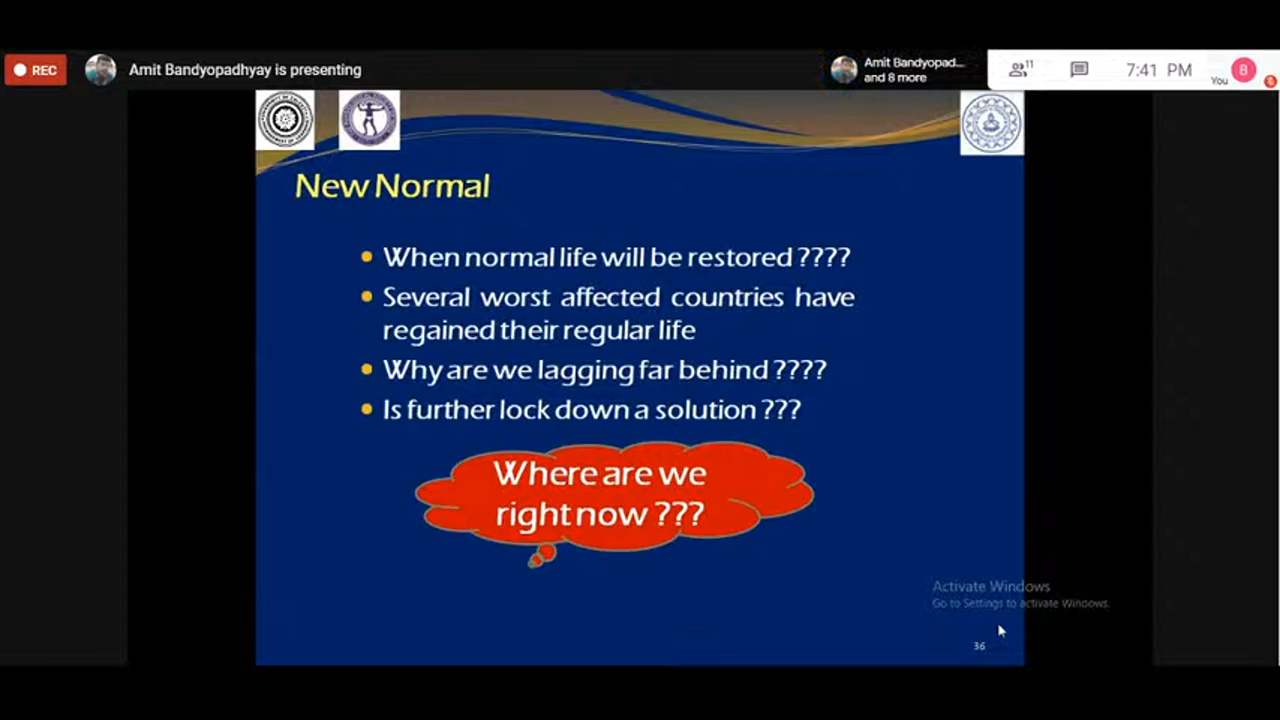 REC
Amit Bandyopadhyay is presenting
Amit Bandyopad...
and 8 more
11
7:41 PM
You
B
New Normal
When normal life will be restored ????
Several worst affected countries have
regained their regular life
Why are we lagging far behind ????
Is further lock down a solution ???
Where are we
right now ???
Activate Windows
Go to Settings to activate Windows.
36